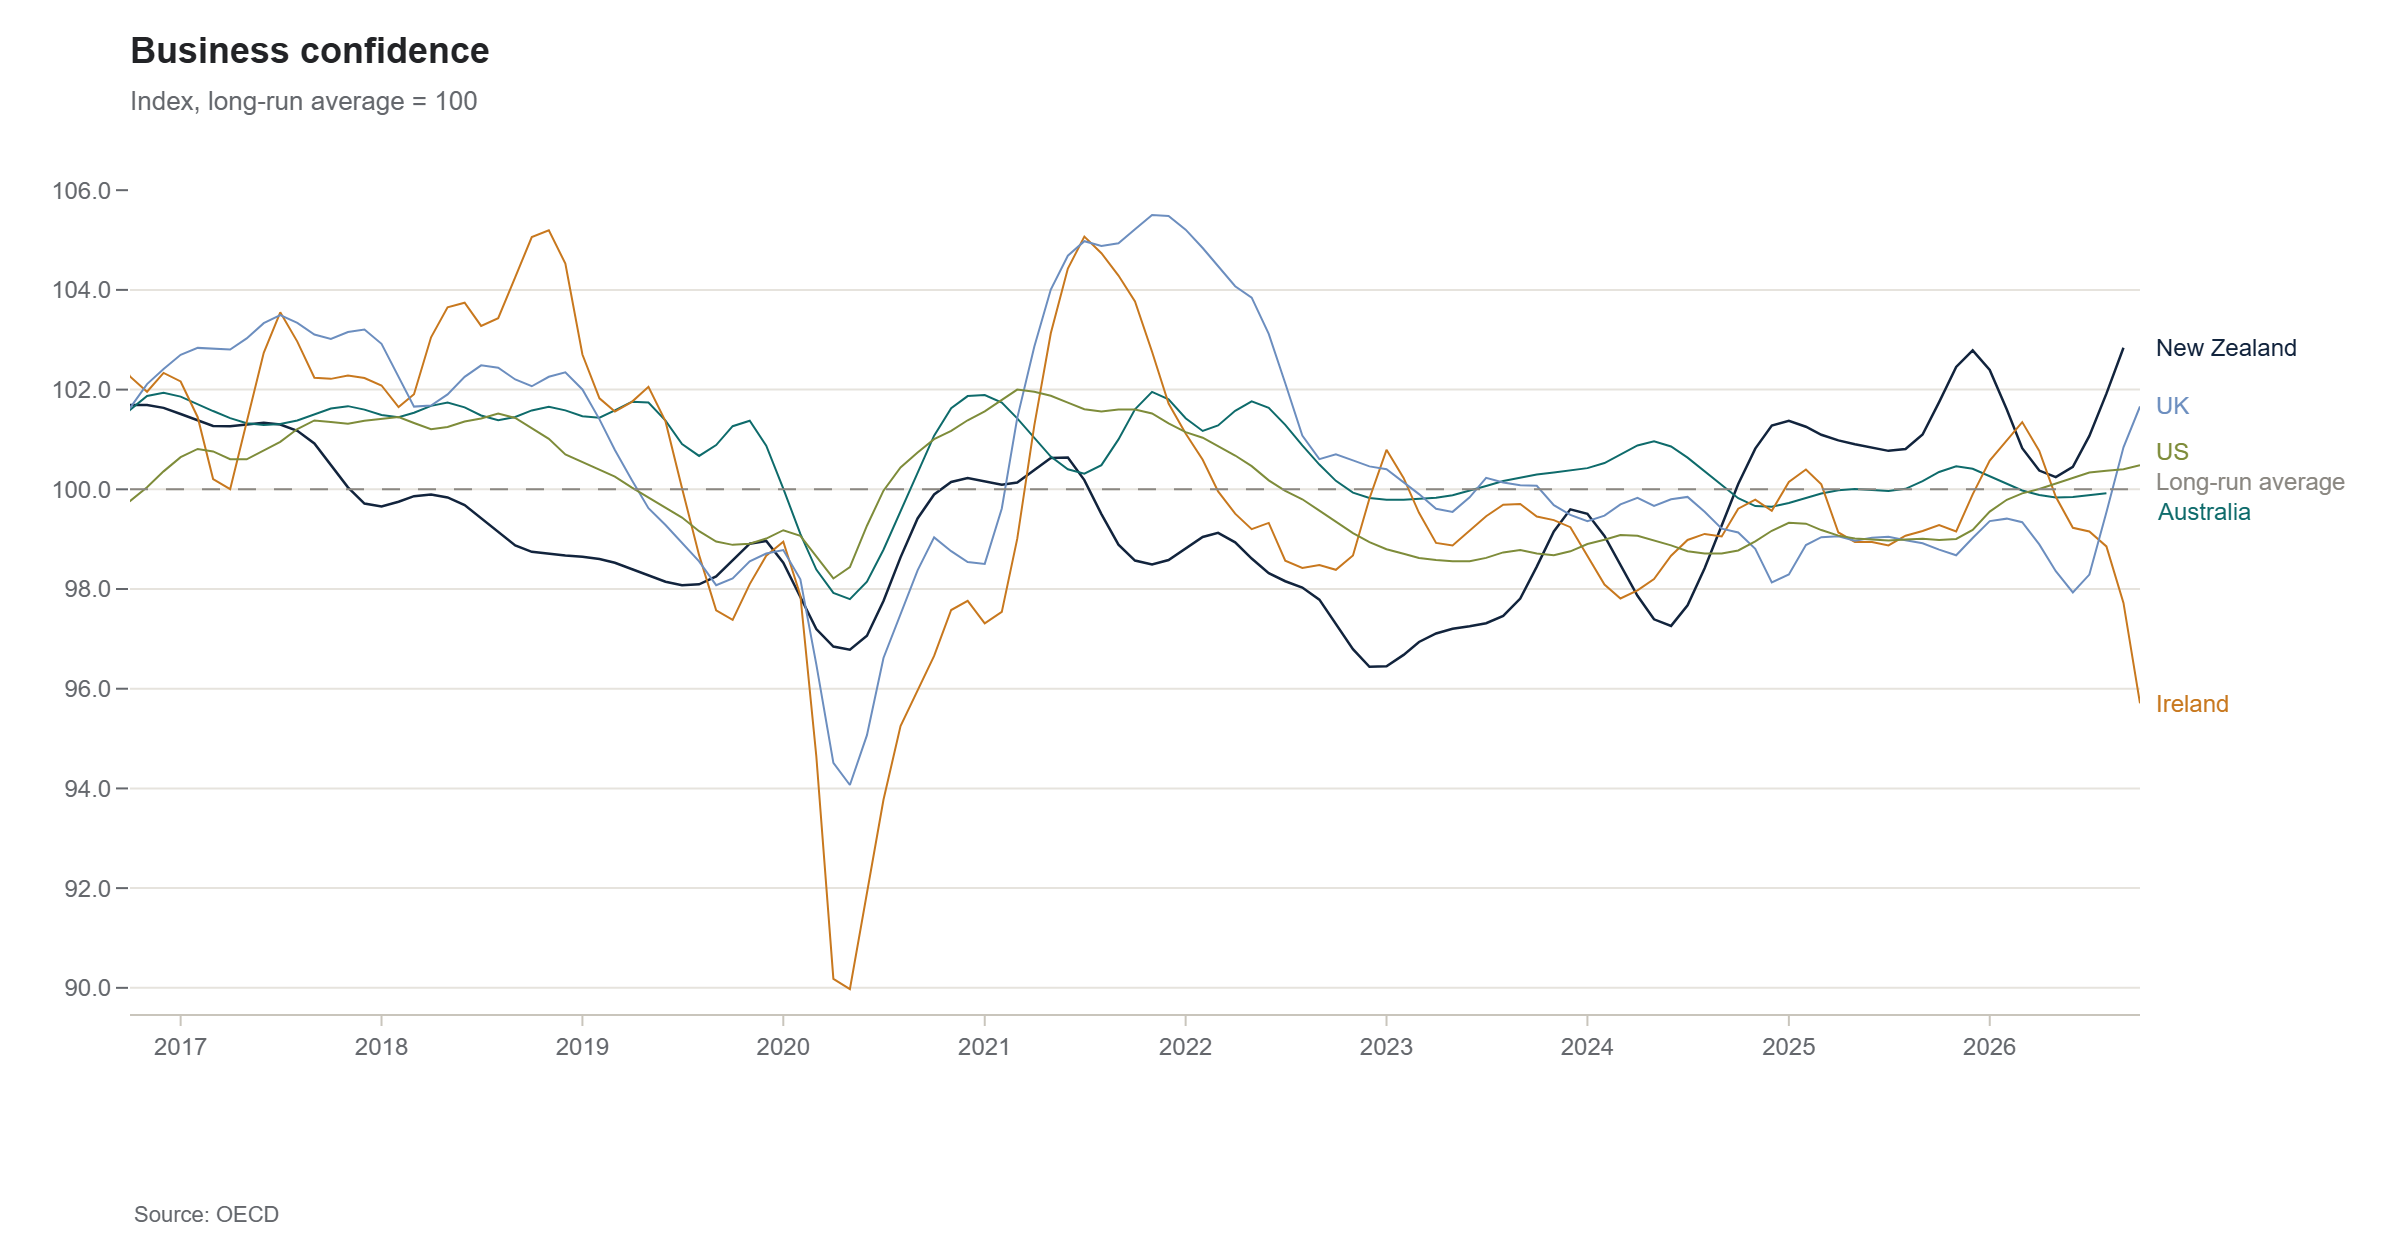 Business confidence
Index, long-run average = 100
106.0
104.0
102.0
100.0
98.0
96.0
94.0
92.0
90.0
New Zealand
UK
US
Long-run average
Australia
Ireland
2017 2018 2019 2020 2021 2022 2023 2024 2025 2026
Source: OECD